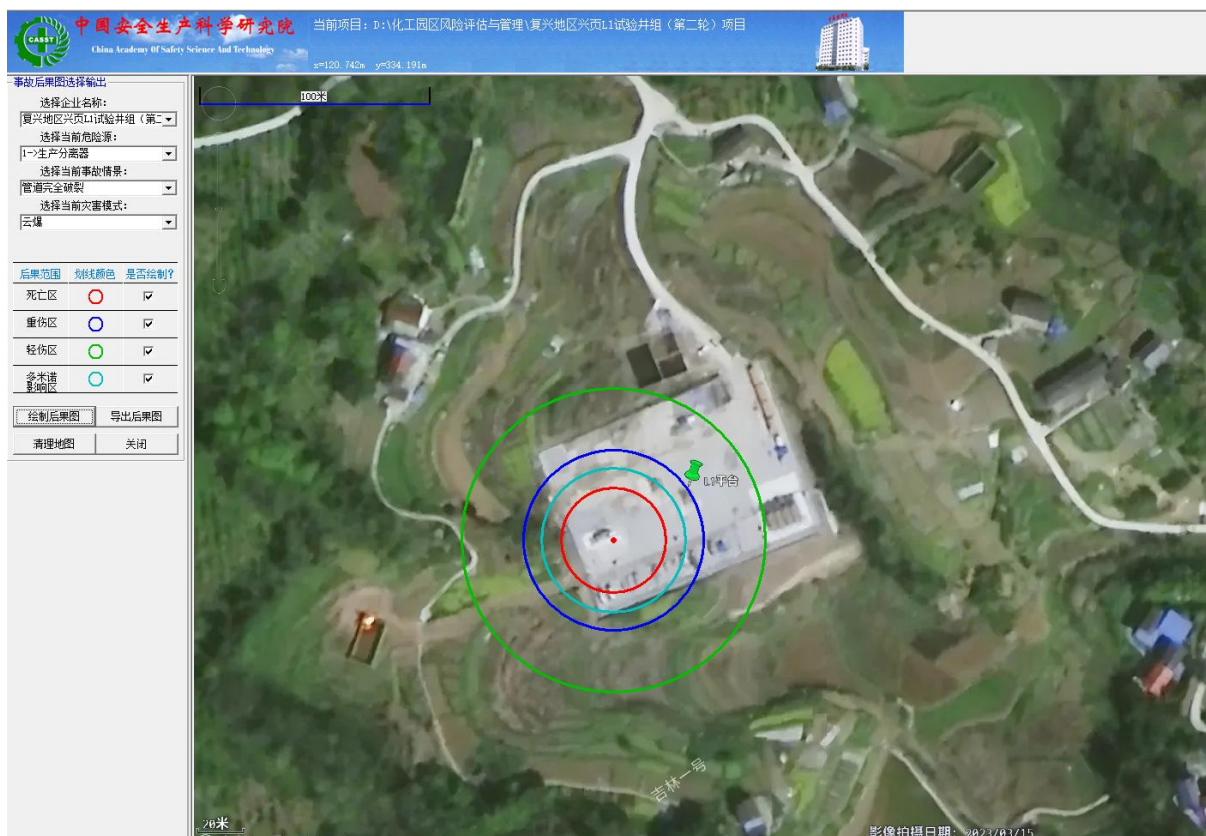 CASST
中国安全生产科学研究院
China Academy Of Safety Science And Technology
当前项目: D:\化工园区风险评估与管理\复兴地区兴页L1试验井组（第二轮）项目
x=120.742m y=334.191m
事故后果图选择输出
选择企业名称:
复兴地区兴页L1试验井组（第二
选择当前危险源:
1->生产分离器
选择当前事故情景:
管道完全破裂
选择当前灾害模式:
云爆
后果范围 划线颜色 是否绘制?
死亡区
重伤区
轻伤区
多米诺
影响区
绘制后果图 导出后果图
清理地图 关闭
100米
L1平台
吉林一号
20米
影像拍摄日期: 2023/03/15